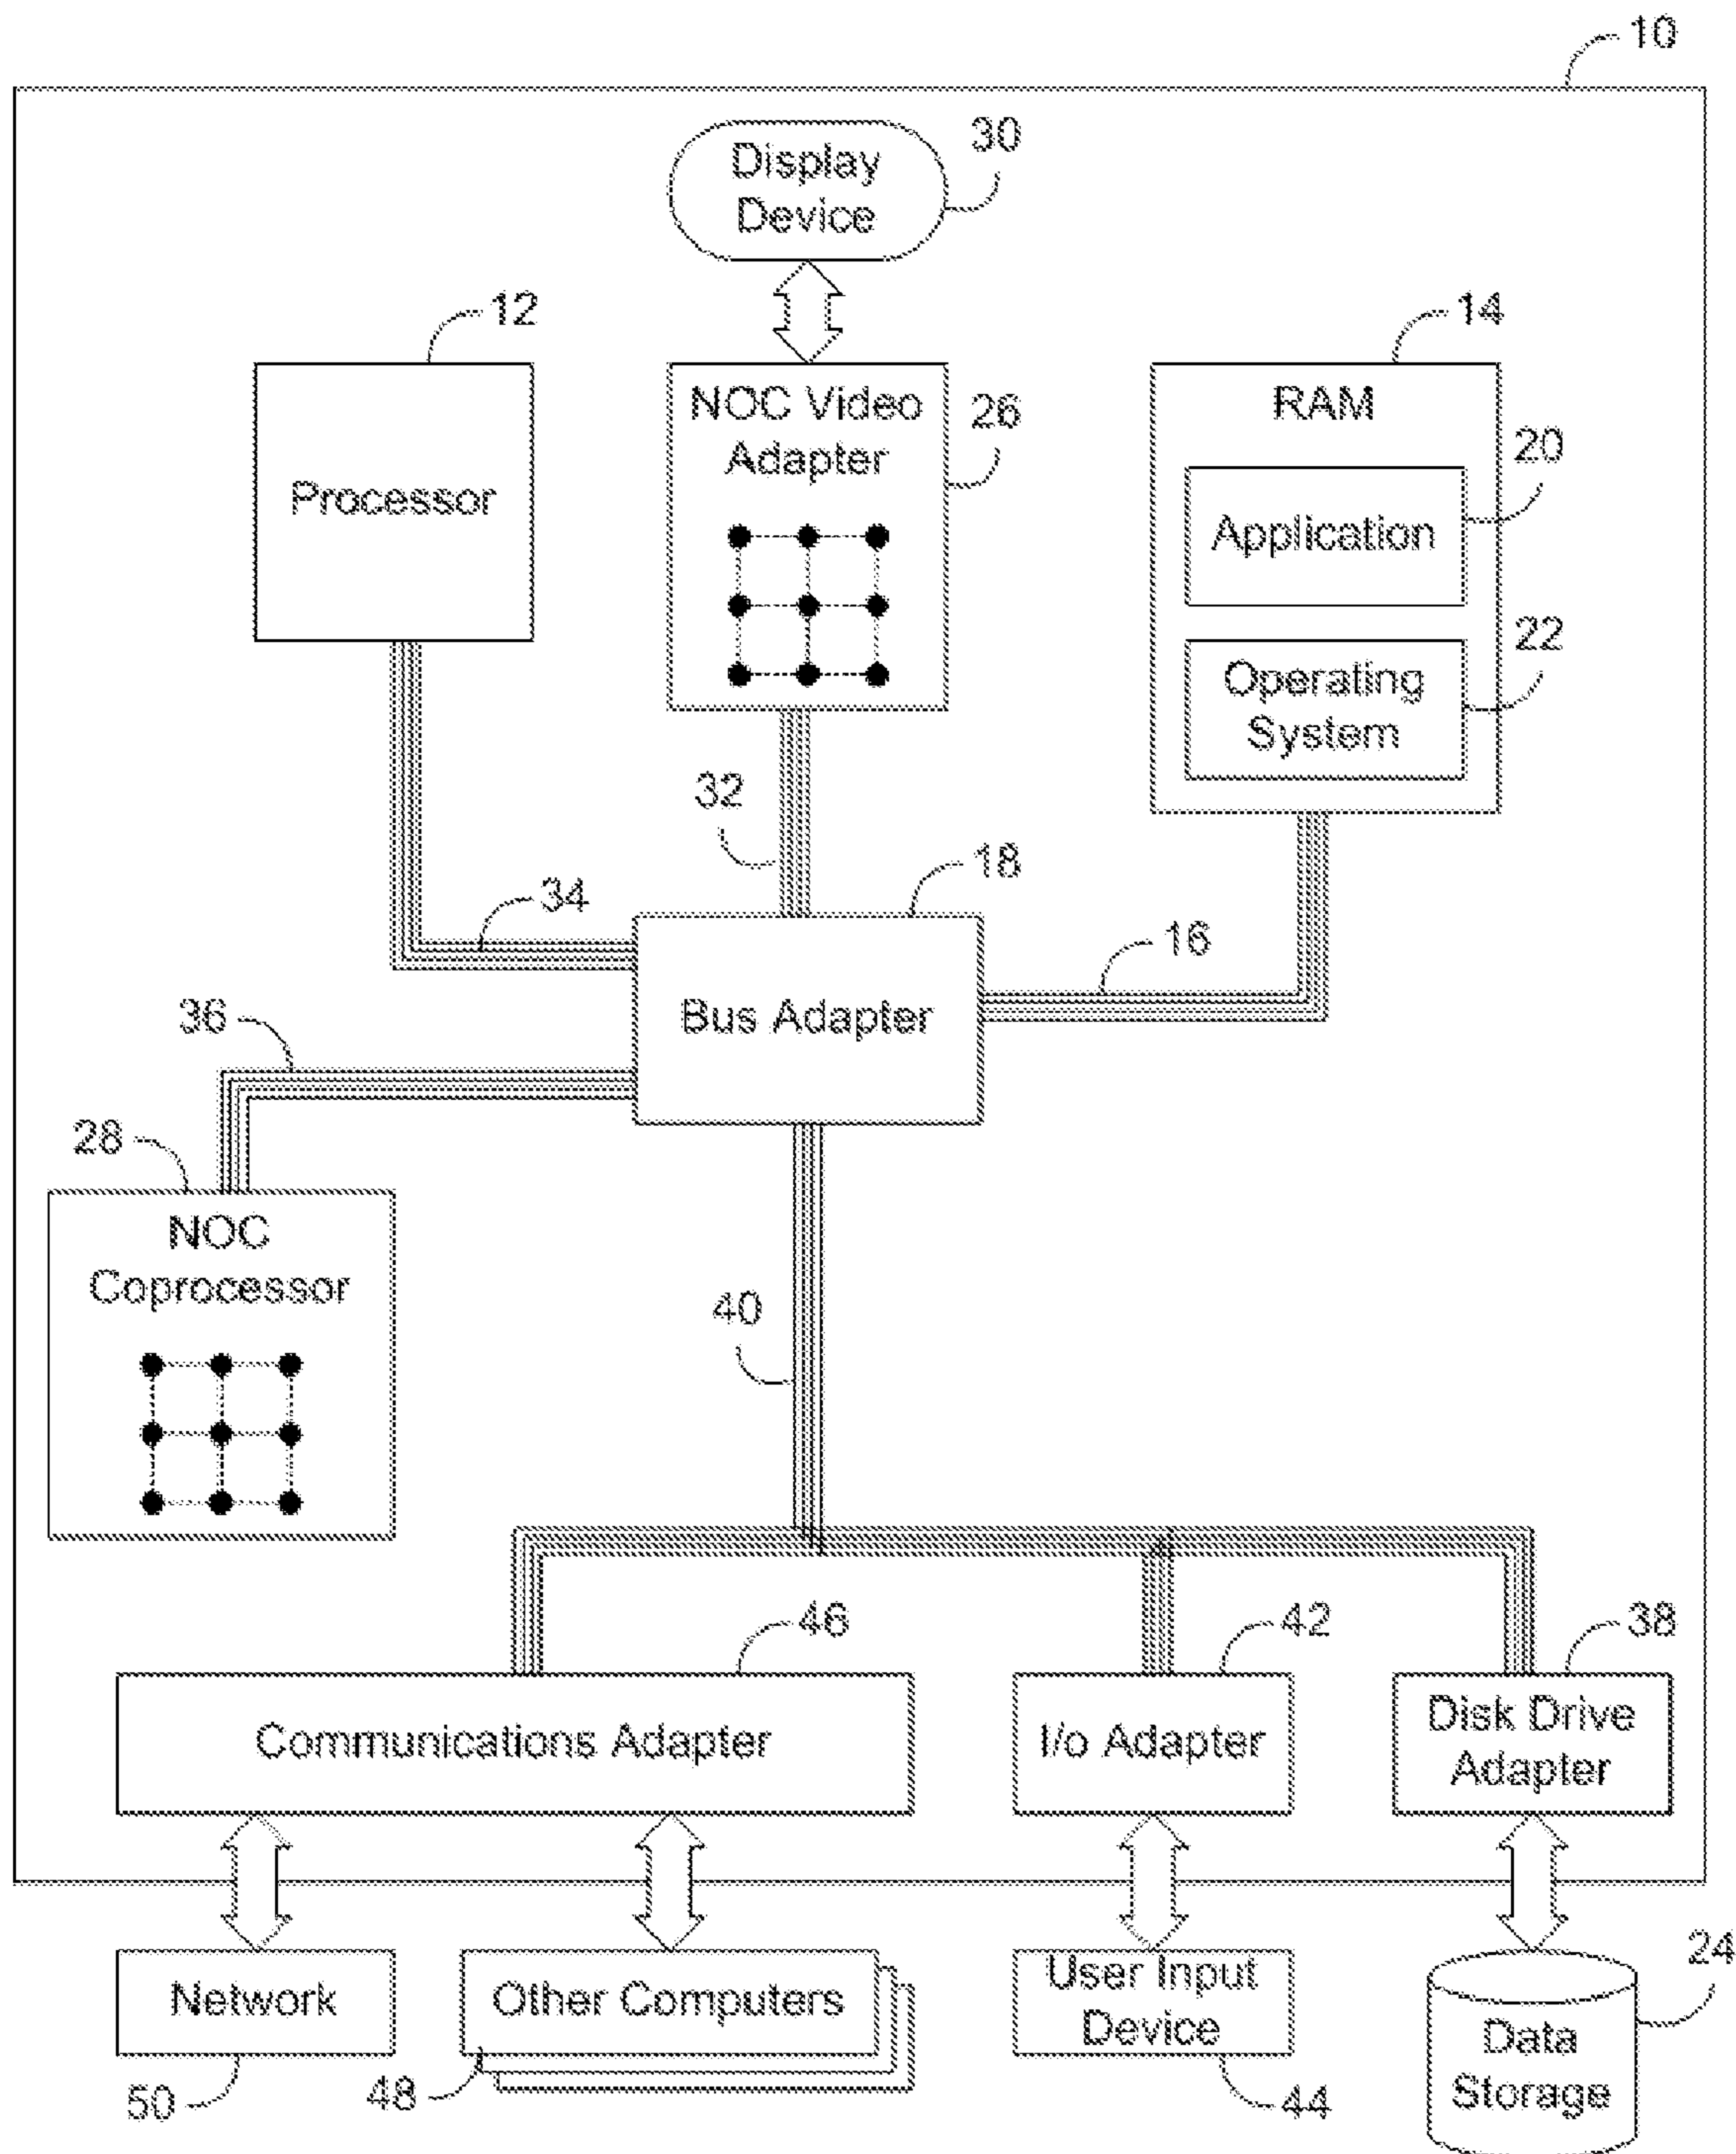 10
Display
Device
30
12
14
Processor
NOC Video
Adapter
26
RAM
20
Application
22
Operating
System
32
18
34
16
Bus Adapter
36
28
NOC
Coprocessor
40
46
42
38
Communications Adapter
I/o Adapter
Disk Drive
Adapter
Network
Other Computers
User Input
Device
24
Data
Storage
50
48
44